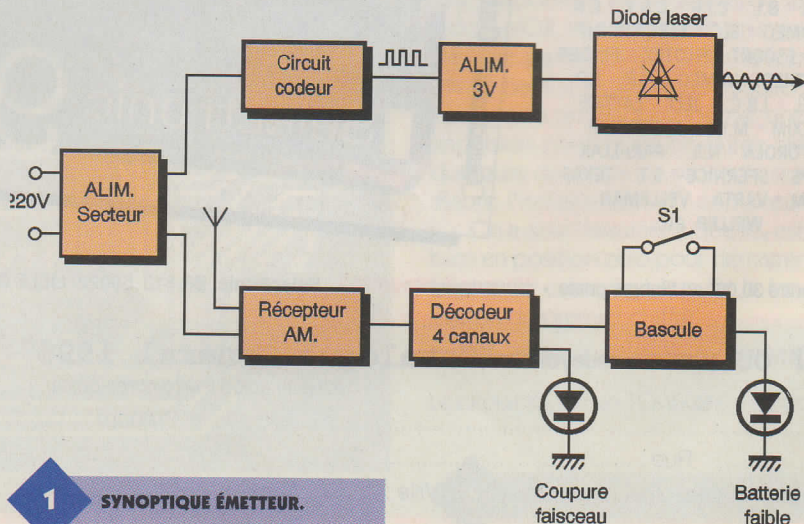 Diode laser
Circuit
codeur
ALIM.
3V
220V
ALIM.
Secteur
S1
Récepteur
AM.
Décodeur
4 canaux
Bascule
Coupure
faisceau
Batterie
faible
1
SYNOPTIQUE ÉMETTEUR.